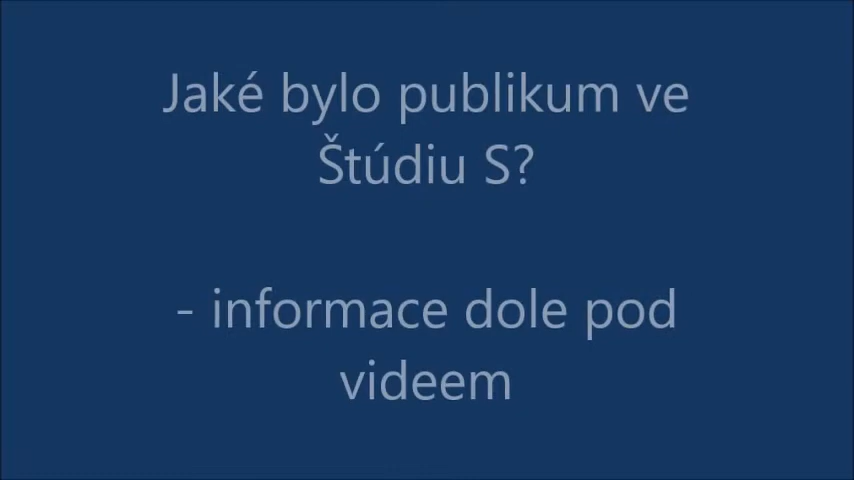 Jaké bylo publikum ve
Štúdiu S?
- informace dole pod
videem